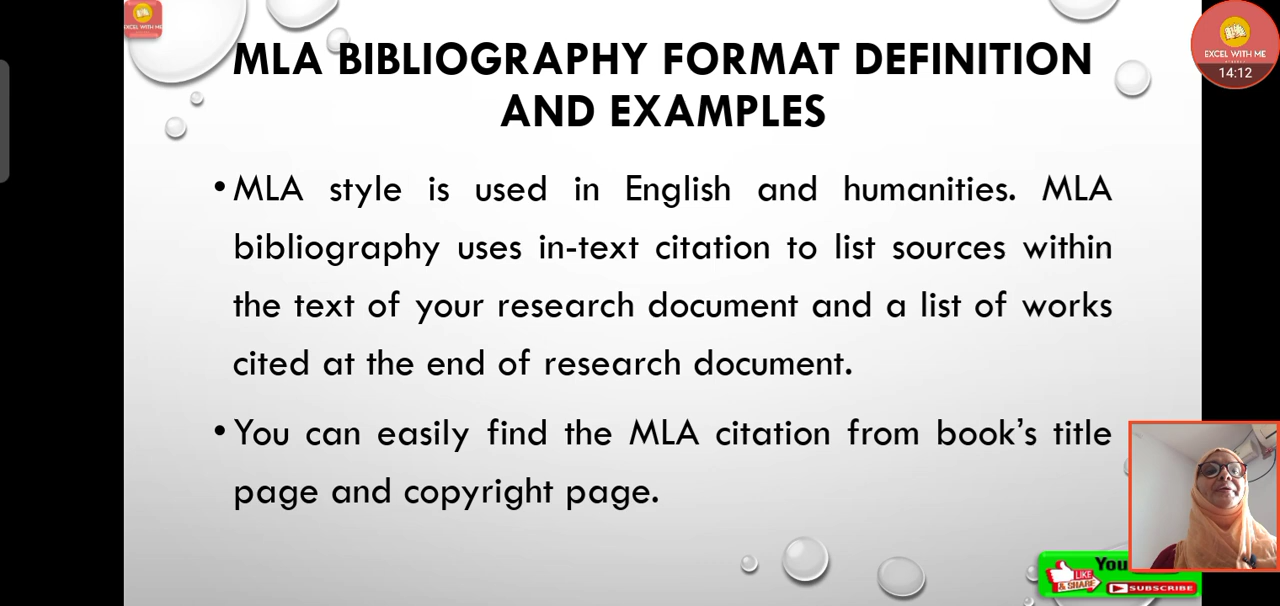 EXCEL WITH ME
MLA BIBLIOGRAPHY FORMAT DEFINITION
AND EXAMPLES
EXCEL WITH ME
14:12
•MLA style is used in English and humanities. MLA
bibliography uses in-text citation to list sources within
the text of your research document and a list of works
cited at the end of research document.
•You can easily find the MLA citation from book’s title
page and copyright page.
You
LIKE
& SHARE
SUBSCRIBE